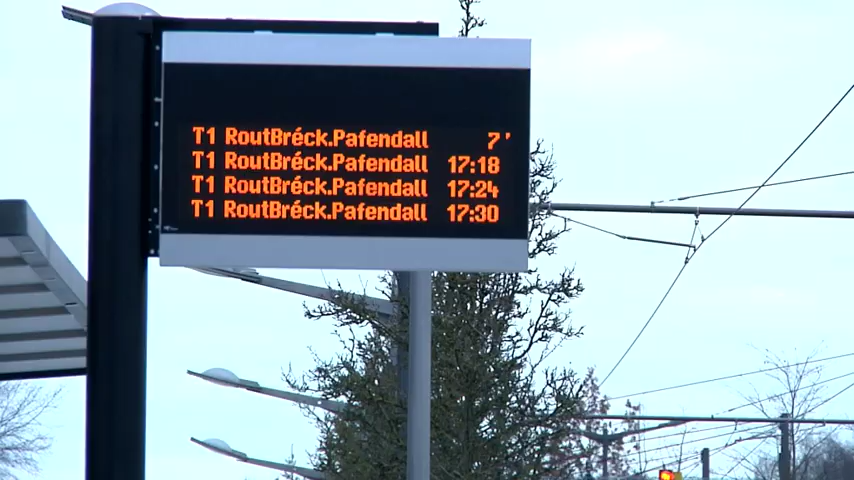 T1 RoutBréck.Pafendall 7'
T1 RoutBréck.Pafendall 17:18
T1 RoutBréck.Pafendall 17:24
T1 RoutBréck.Pafendall 17:30